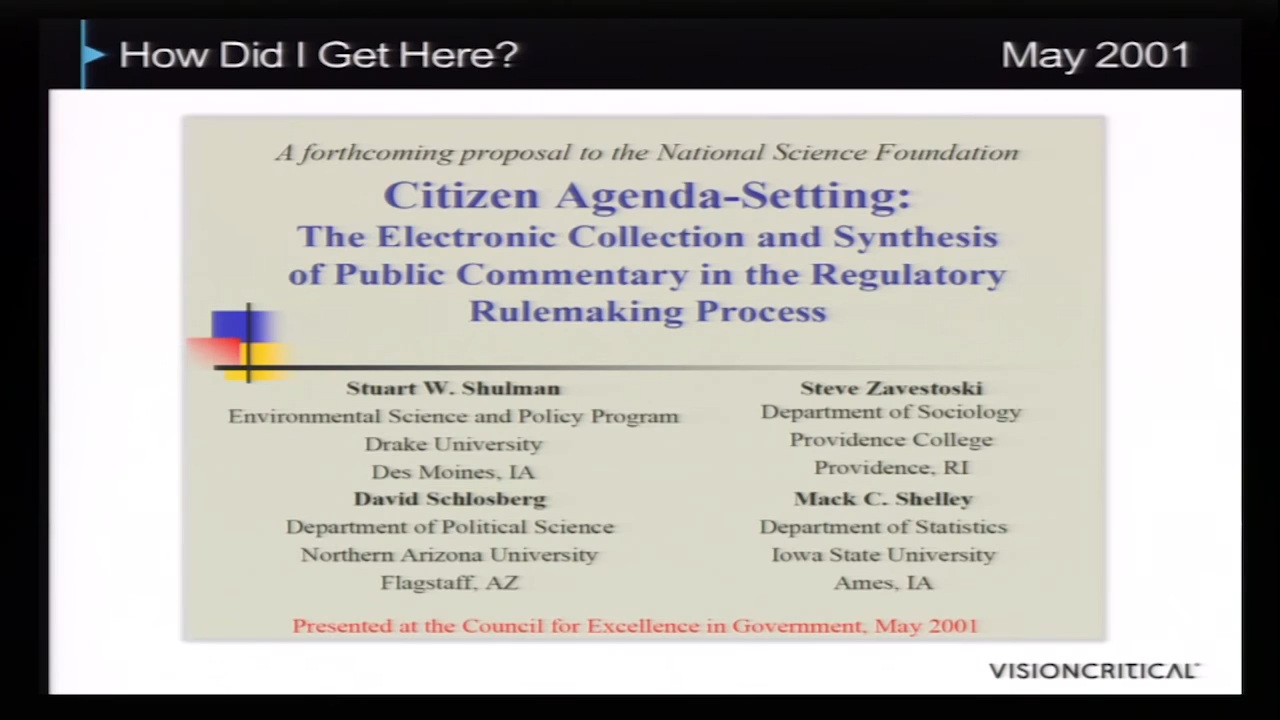 How Did I Get Here?
May 2001
A forthcoming proposal to the National Science Foundation
Citizen Agenda-Setting:
The Electronic Collection and Synthesis
of Public Commentary in the Regulatory
Rulemaking Process
Stuart W. Shulman
Environmental Science and Policy Program
Drake University
Des Moines, IA
David Schlosberg
Department of Political Science
Northern Arizona University
Flagstaff, AZ
Steve Zavestoski
Department of Sociology
Providence College
Providence, RI
Mack C. Shelley
Department of Statistics
Iowa State University
Ames, IA
Presented at the Council for Excellence in Government, May 2001
VISIONCRITICAL